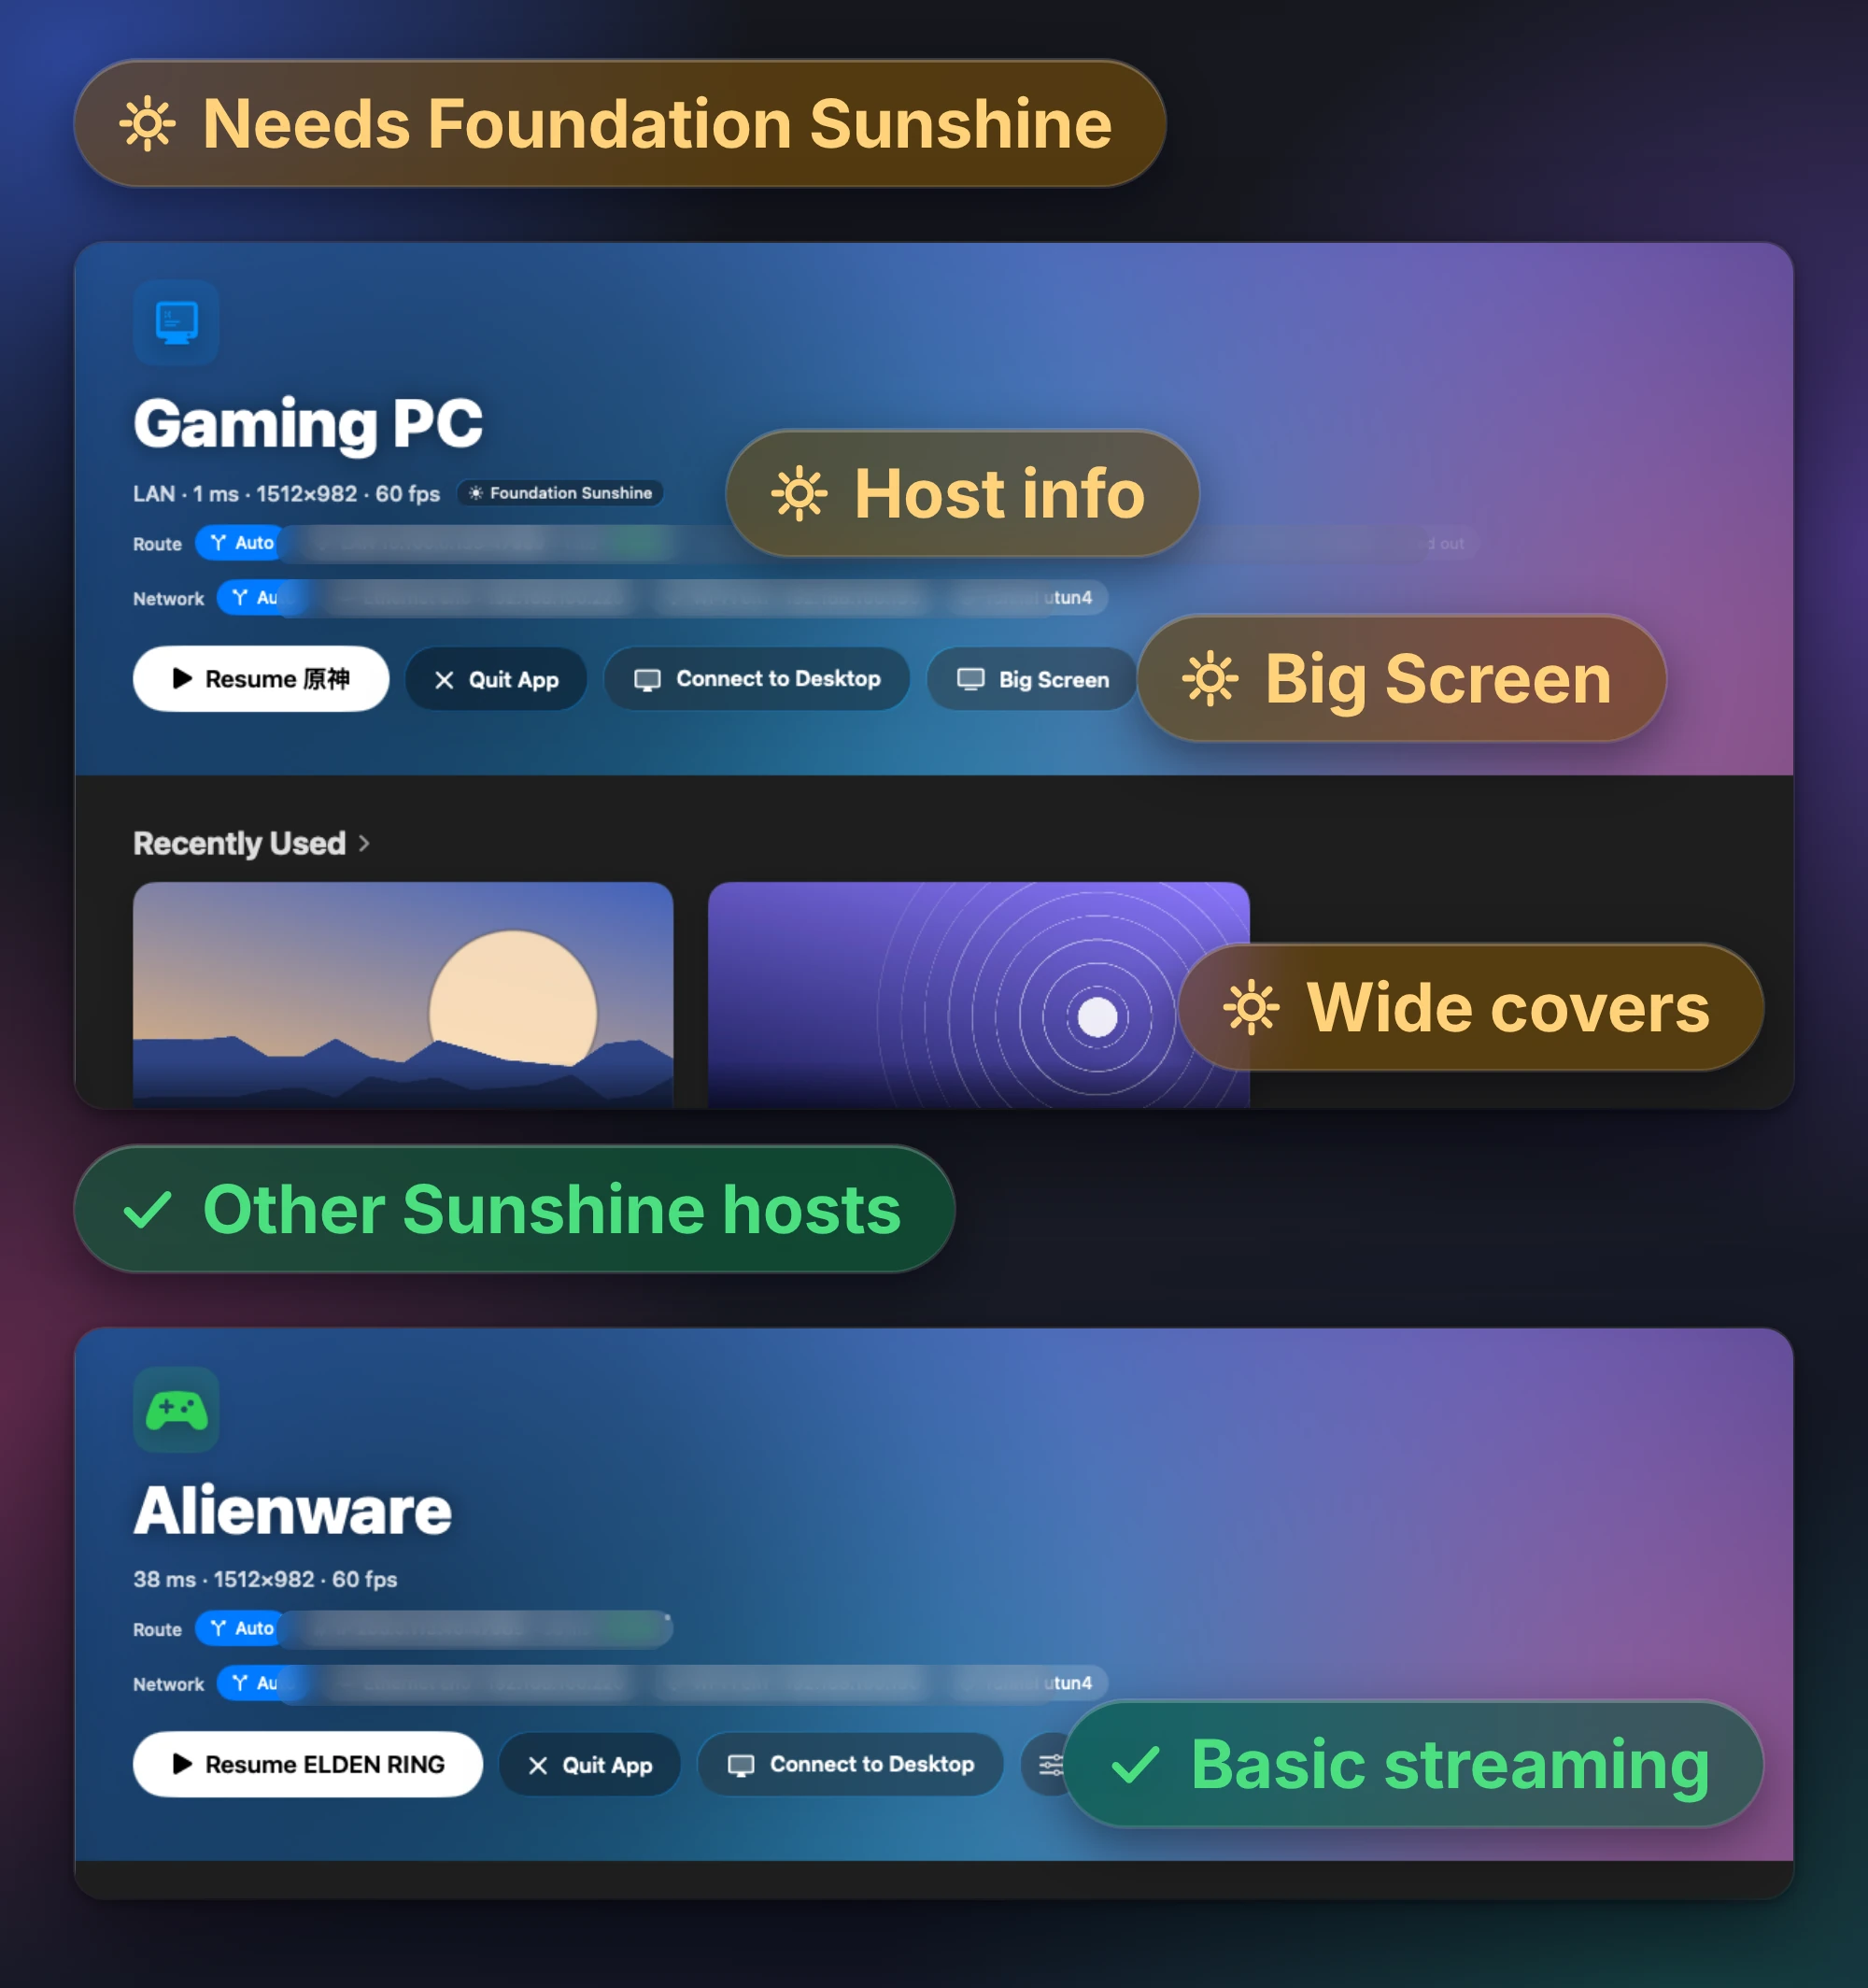 Needs Foundation Sunshine
Gaming PC
LAN · 1 ms · 1512×982 · 60 fps Foundation Sunshine
Host info
Route Auto
Network utun4
Resume 原神 Quit App Connect to Desktop Big Screen
Big Screen
Recently Used
Wide covers
Other Sunshine hosts
Alienware
38 ms · 1512×982 · 60 fps
Route Auto
Network utun4
Resume ELDEN RING Quit App Connect to Desktop
Basic streaming